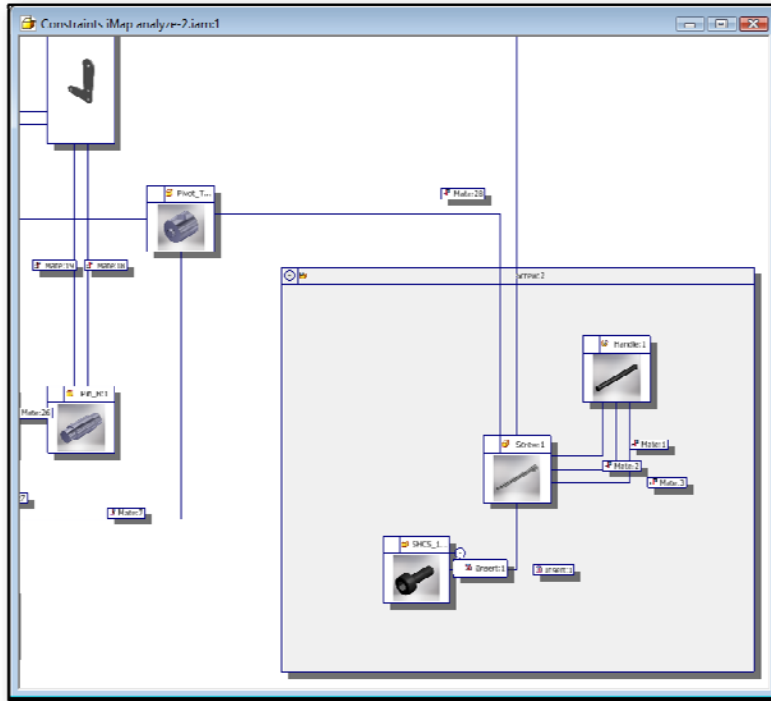 Constraints iMap analyze-2.iam:1
Pivot_T...
Mate:28
Mate:26
Handle:1
Screw:1
Mate:1
Mate:2
Mate:3
Mate:7
SHCS_1...
Insert:1